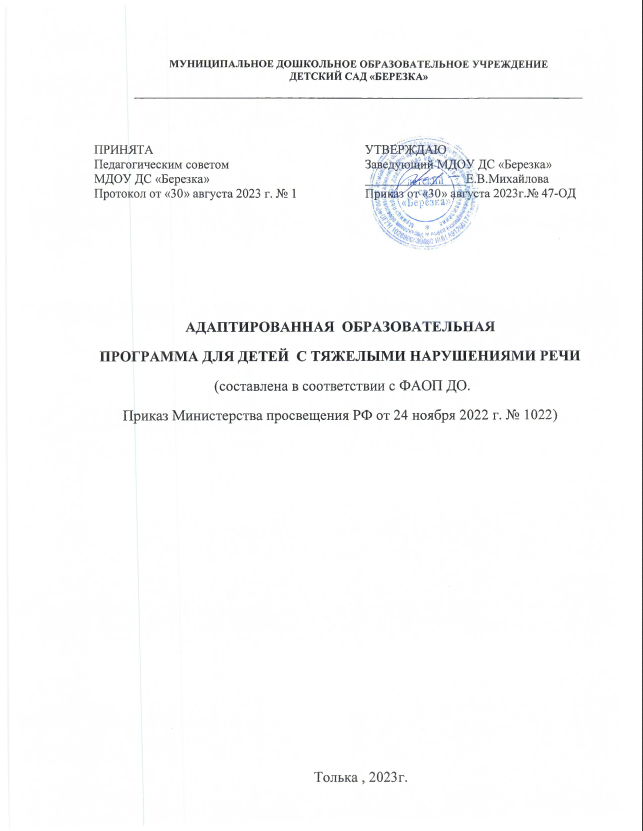 МУНИЦИПАЛЬНОЕ ДОШКОЛЬНОЕ ОБРАЗОВАТЕЛЬНОЕ УЧРЕЖДЕНИЕ
ДЕТСКИЙ САД «БЕРЕЗКА»
ПРИНЯТА
Педагогическим советом
МДОУ ДС «Березка»
Протокол от «30» августа 2023 г. № 1
УТВЕРЖДАЮ
Заведующий МДОУ ДС «Березка»
Е.В.Михайлова
Приказ от «30» августа 2023г.№ 47-ОД
«Березка»
АДАПТИРОВАННАЯ ОБРАЗОВАТЕЛЬНАЯ
ПРОГРАММА ДЛЯ ДЕТЕЙ С ТЯЖЕЛЫМИ НАРУШЕНИЯМИ РЕЧИ
(составлена в соответствии с ФАОП ДО.
Приказ Министерства просвещения РФ от 24 ноября 2022 г. № 1022)
Толька , 2023г.